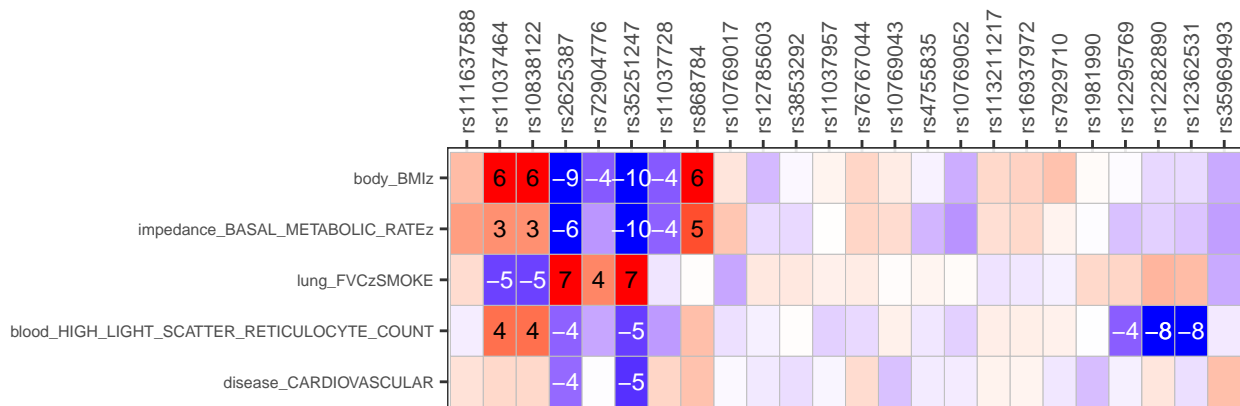 rs111637588
rs11037464
rs10838122
rs2625387
rs72904776
rs35251247
rs11037728
rs868784
rs10769017
rs12785603
rs3853292
rs11037957
rs76767044
rs10769043
rs4755835
rs10769052
rs113211217
rs16937972
rs7929710
rs1981990
rs12295769
rs12282890
rs12362531
rs35969493
body_BMIz 6 6 −9 −4 −10 −4 6
impedance_BASAL_METABOLIC_RATEz 3 3 −6 −10 −4 5
lung_FVCzSMOKE −5 −5 7 4 7
blood_HIGH_LIGHT_SCATTER_RETICULOCYTE_COUNT 4 4 −4 −5 −4 −8 −8
disease_CARDIOVASCULAR −4 −5